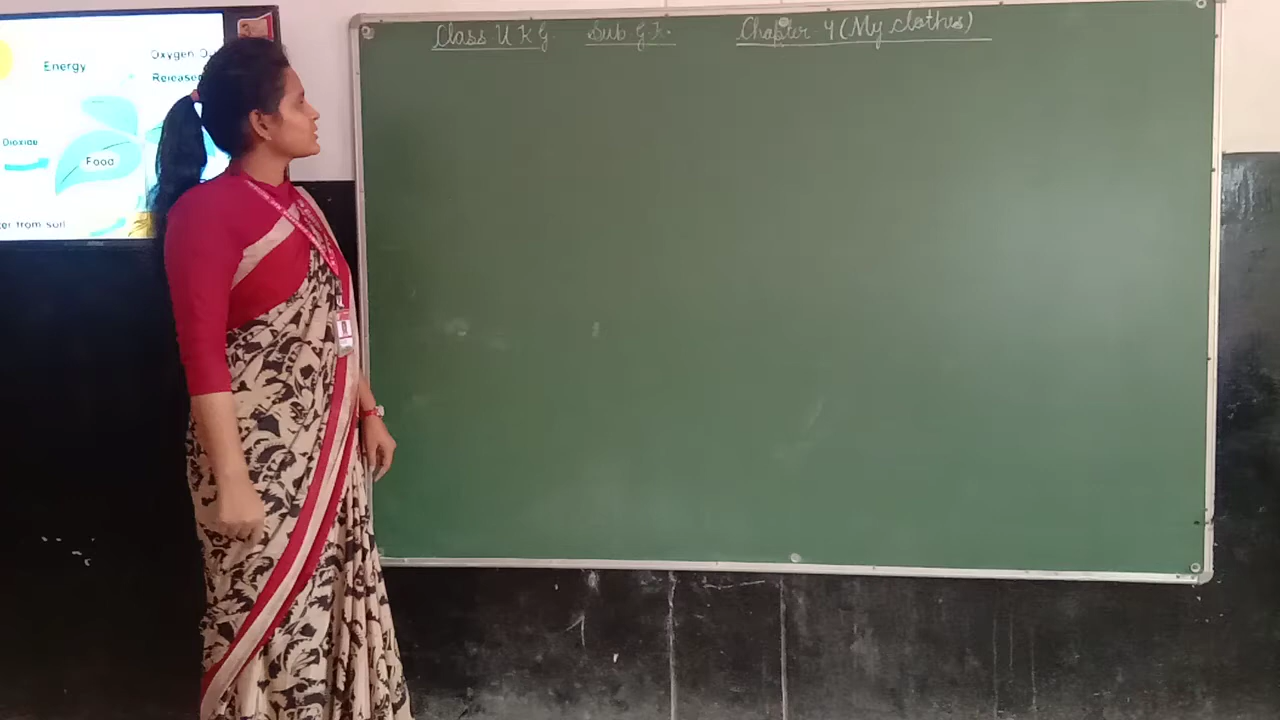 Class U K G Sub G.K. Chapter-4 (My clothes)
Energy
Oxygen
Released
Dioxide
Food
from soil